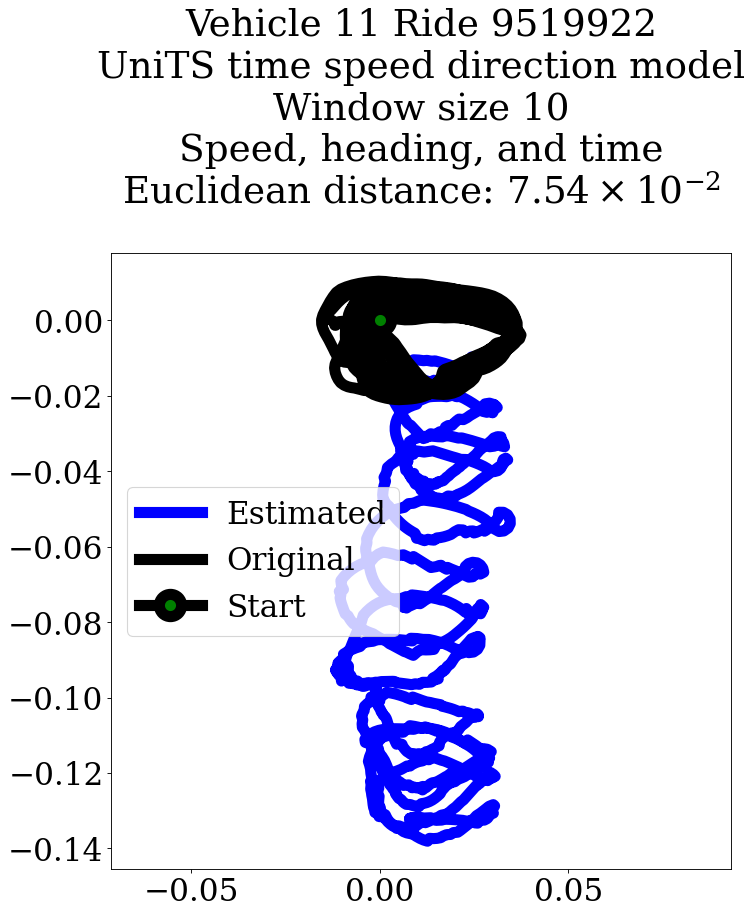 Vehicle 11 Ride 9519922
UniTS time speed direction model
Window size 10
Speed, heading, and time
Euclidean distance: 7.54 × 10⁻²
0.00
−0.02
−0.04
−0.06
−0.08
−0.10
−0.12
−0.14
Estimated
Original
Start
−0.05
0.00
0.05